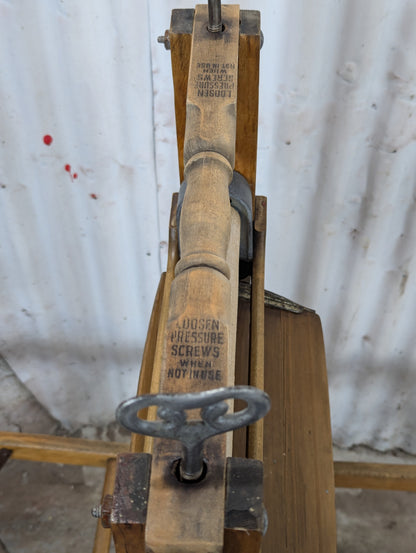 LOOSEN
PRESSURE
SCREWS
WHEN
NOT IN USE
LOOSEN
PRESSURE
SCREWS
WHEN
NOT IN USE